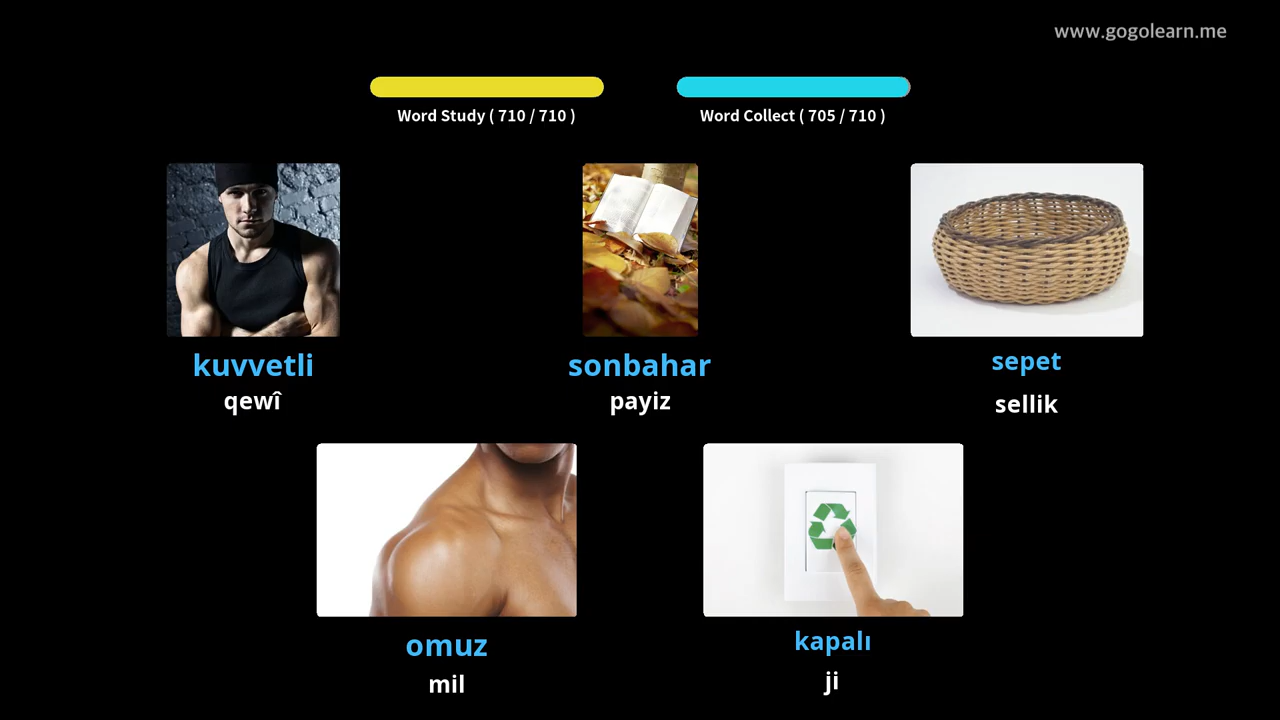 www.gogolearn.me
Word Study ( 710 / 710 )
Word Collect ( 705 / 710 )
kuvvetli
qewî
sonbahar
payiz
sepet
sellik
omuz
mil
kapalı
ji